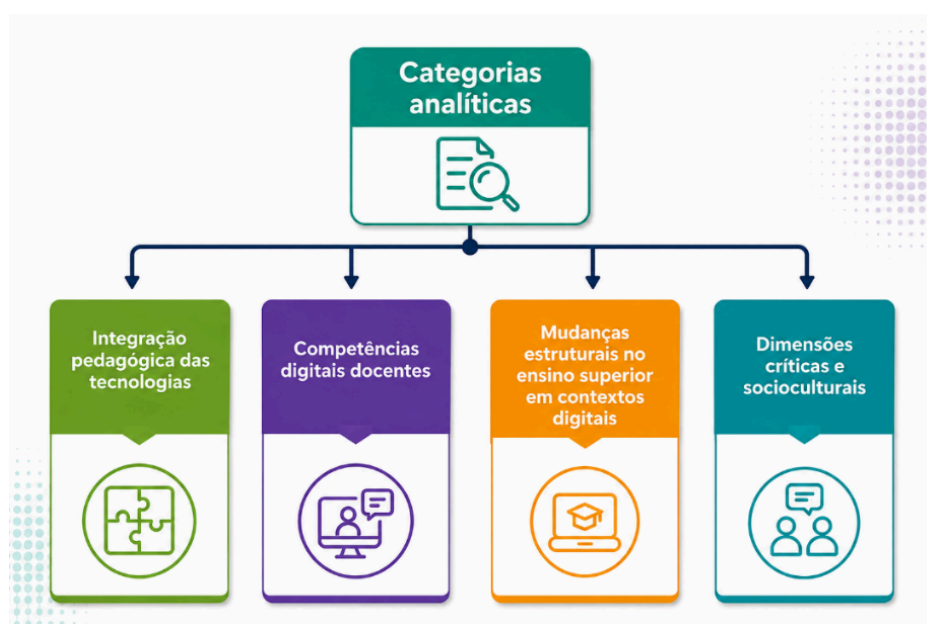 Categorias
analíticas
Integração
pedagógica das
tecnologias
Competências
digitais docentes
Mudanças
estruturais no
ensino superior
em contextos
digitais
Dimensões
críticas e
socioculturais